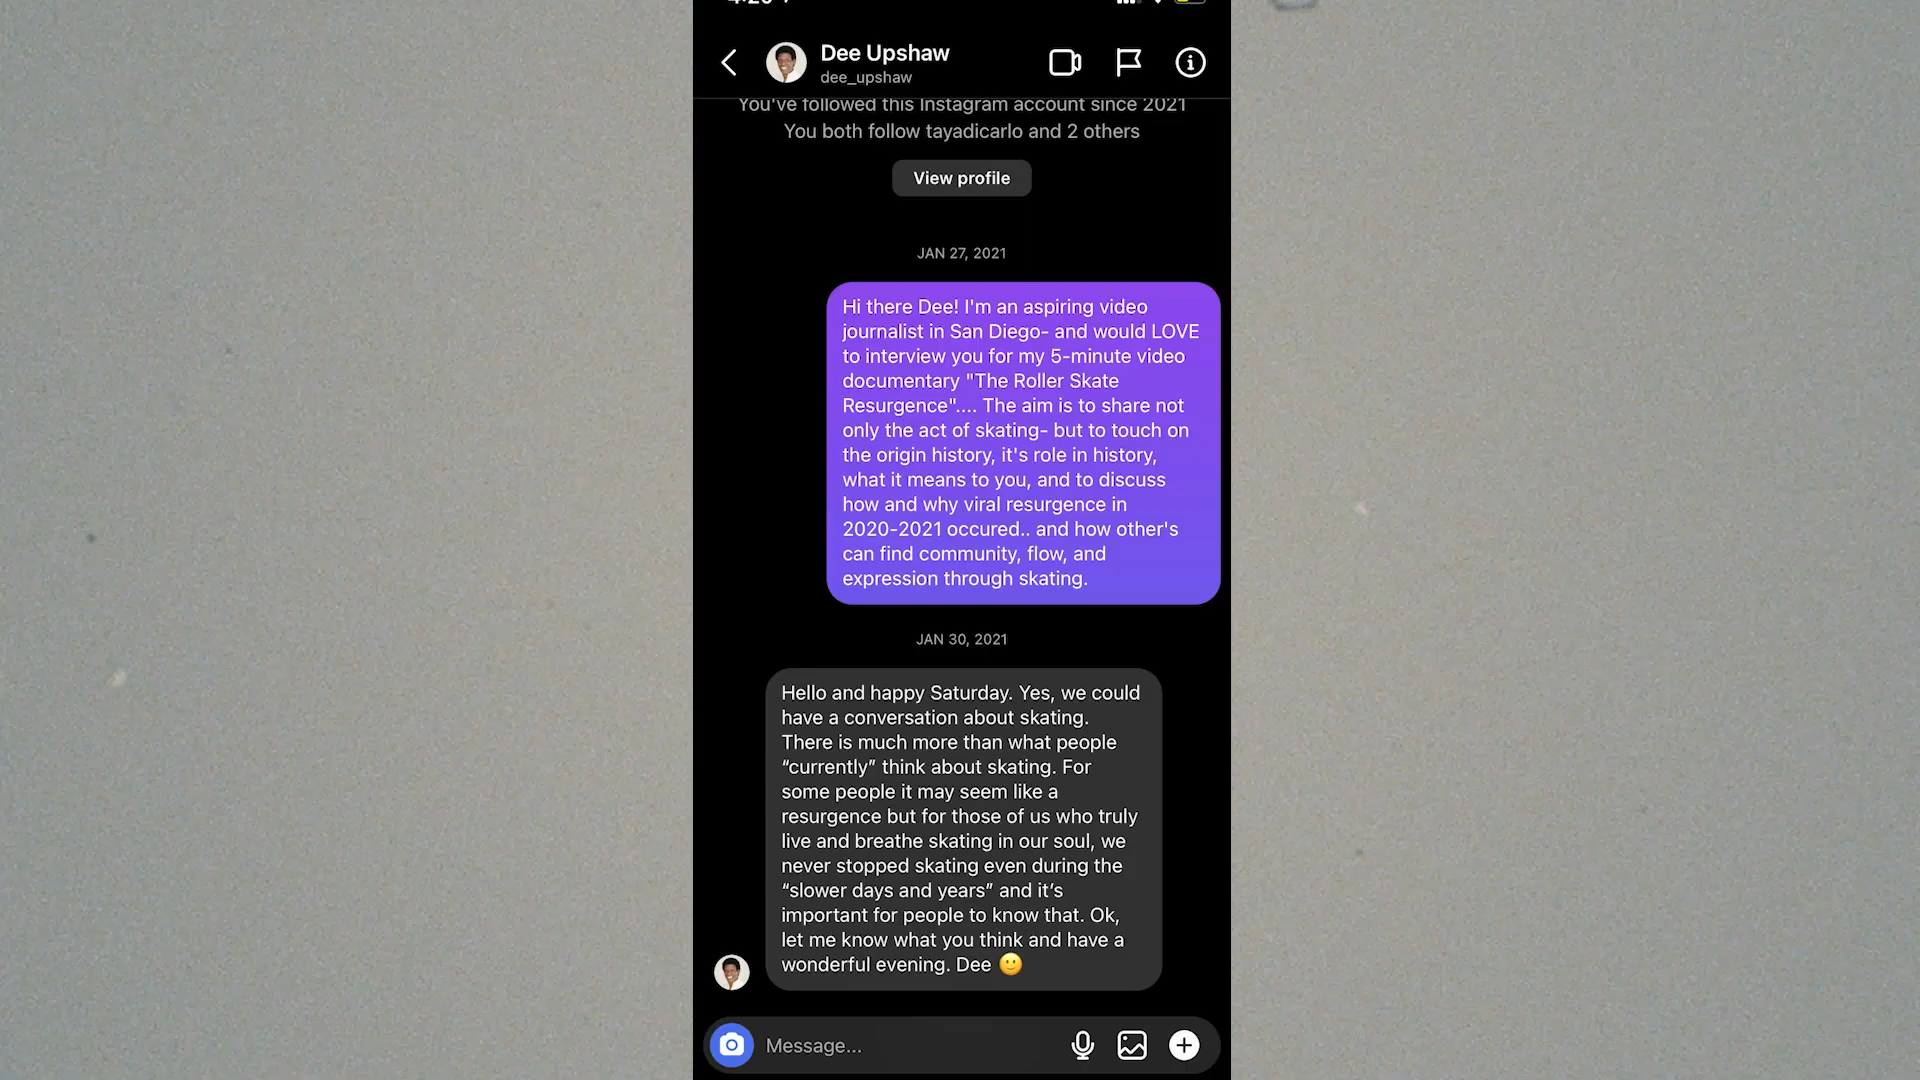 Dee Upshaw
dee_upshaw
You've followed this Instagram account since 2021
You both follow tayadicarlo and 2 others
View profile
JAN 27, 2021
Hi there Dee! I'm an aspiring video
journalist in San Diego- and would LOVE
to interview you for my 5-minute video
documentary "The Roller Skate
Resurgence".... The aim is to share not
only the act of skating- but to touch on
the origin history, it's role in history,
what it means to you, and to discuss
how and why viral resurgence in
2020-2021 occured.. and how other's
can find community, flow, and
expression through skating.
JAN 30, 2021
Hello and happy Saturday. Yes, we could
have a conversation about skating.
There is much more than what people
“currently” think about skating. For
some people it may seem like a
resurgence but for those of us who truly
live and breathe skating in our soul, we
never stopped skating even during the
“slower days and years” and it’s
important for people to know that. Ok,
let me know what you think and have a
wonderful evening. Dee 🙂
Message...